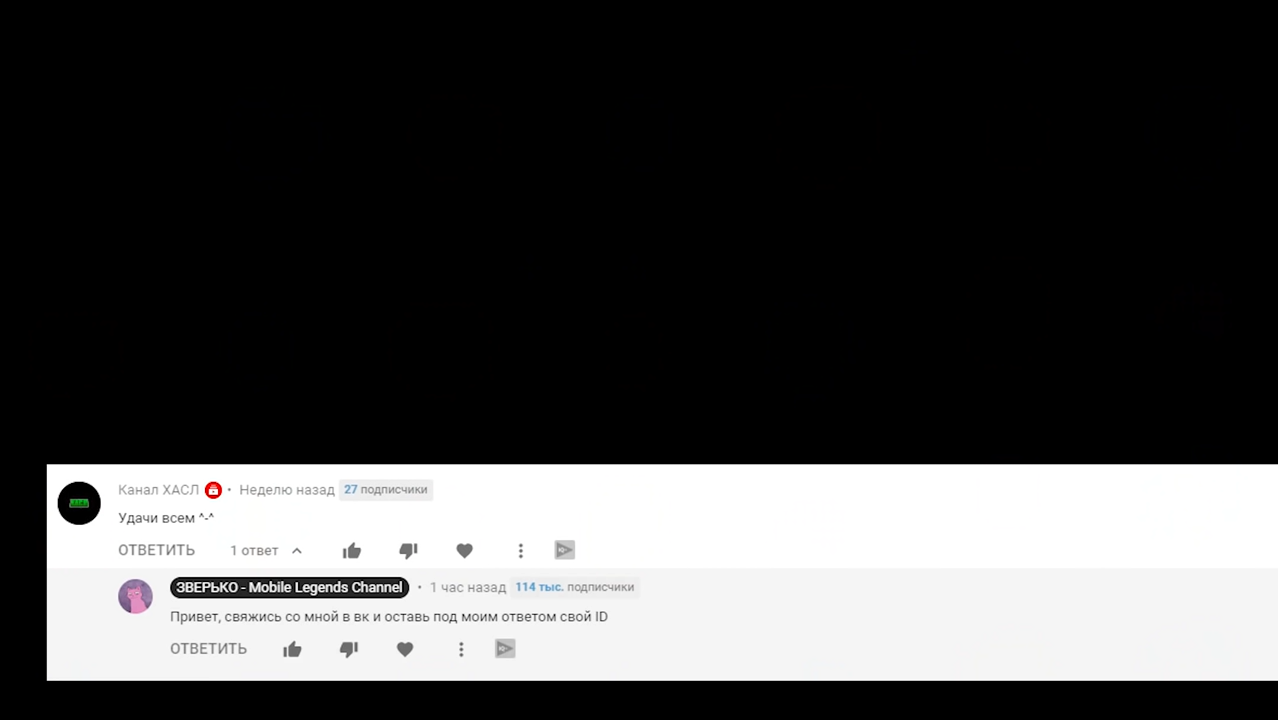 Канал ХАСЛ • Неделю назад 27 подписчики
Удачи всем ^-^
ОТВЕТИТЬ 1 ответ
ЗВЕРЬКО - Mobile Legends Channel • 1 час назад 114 тыс. подписчики
Привет, свяжись со мной в вк и оставь под моим ответом свой ID
ОТВЕТИТЬ